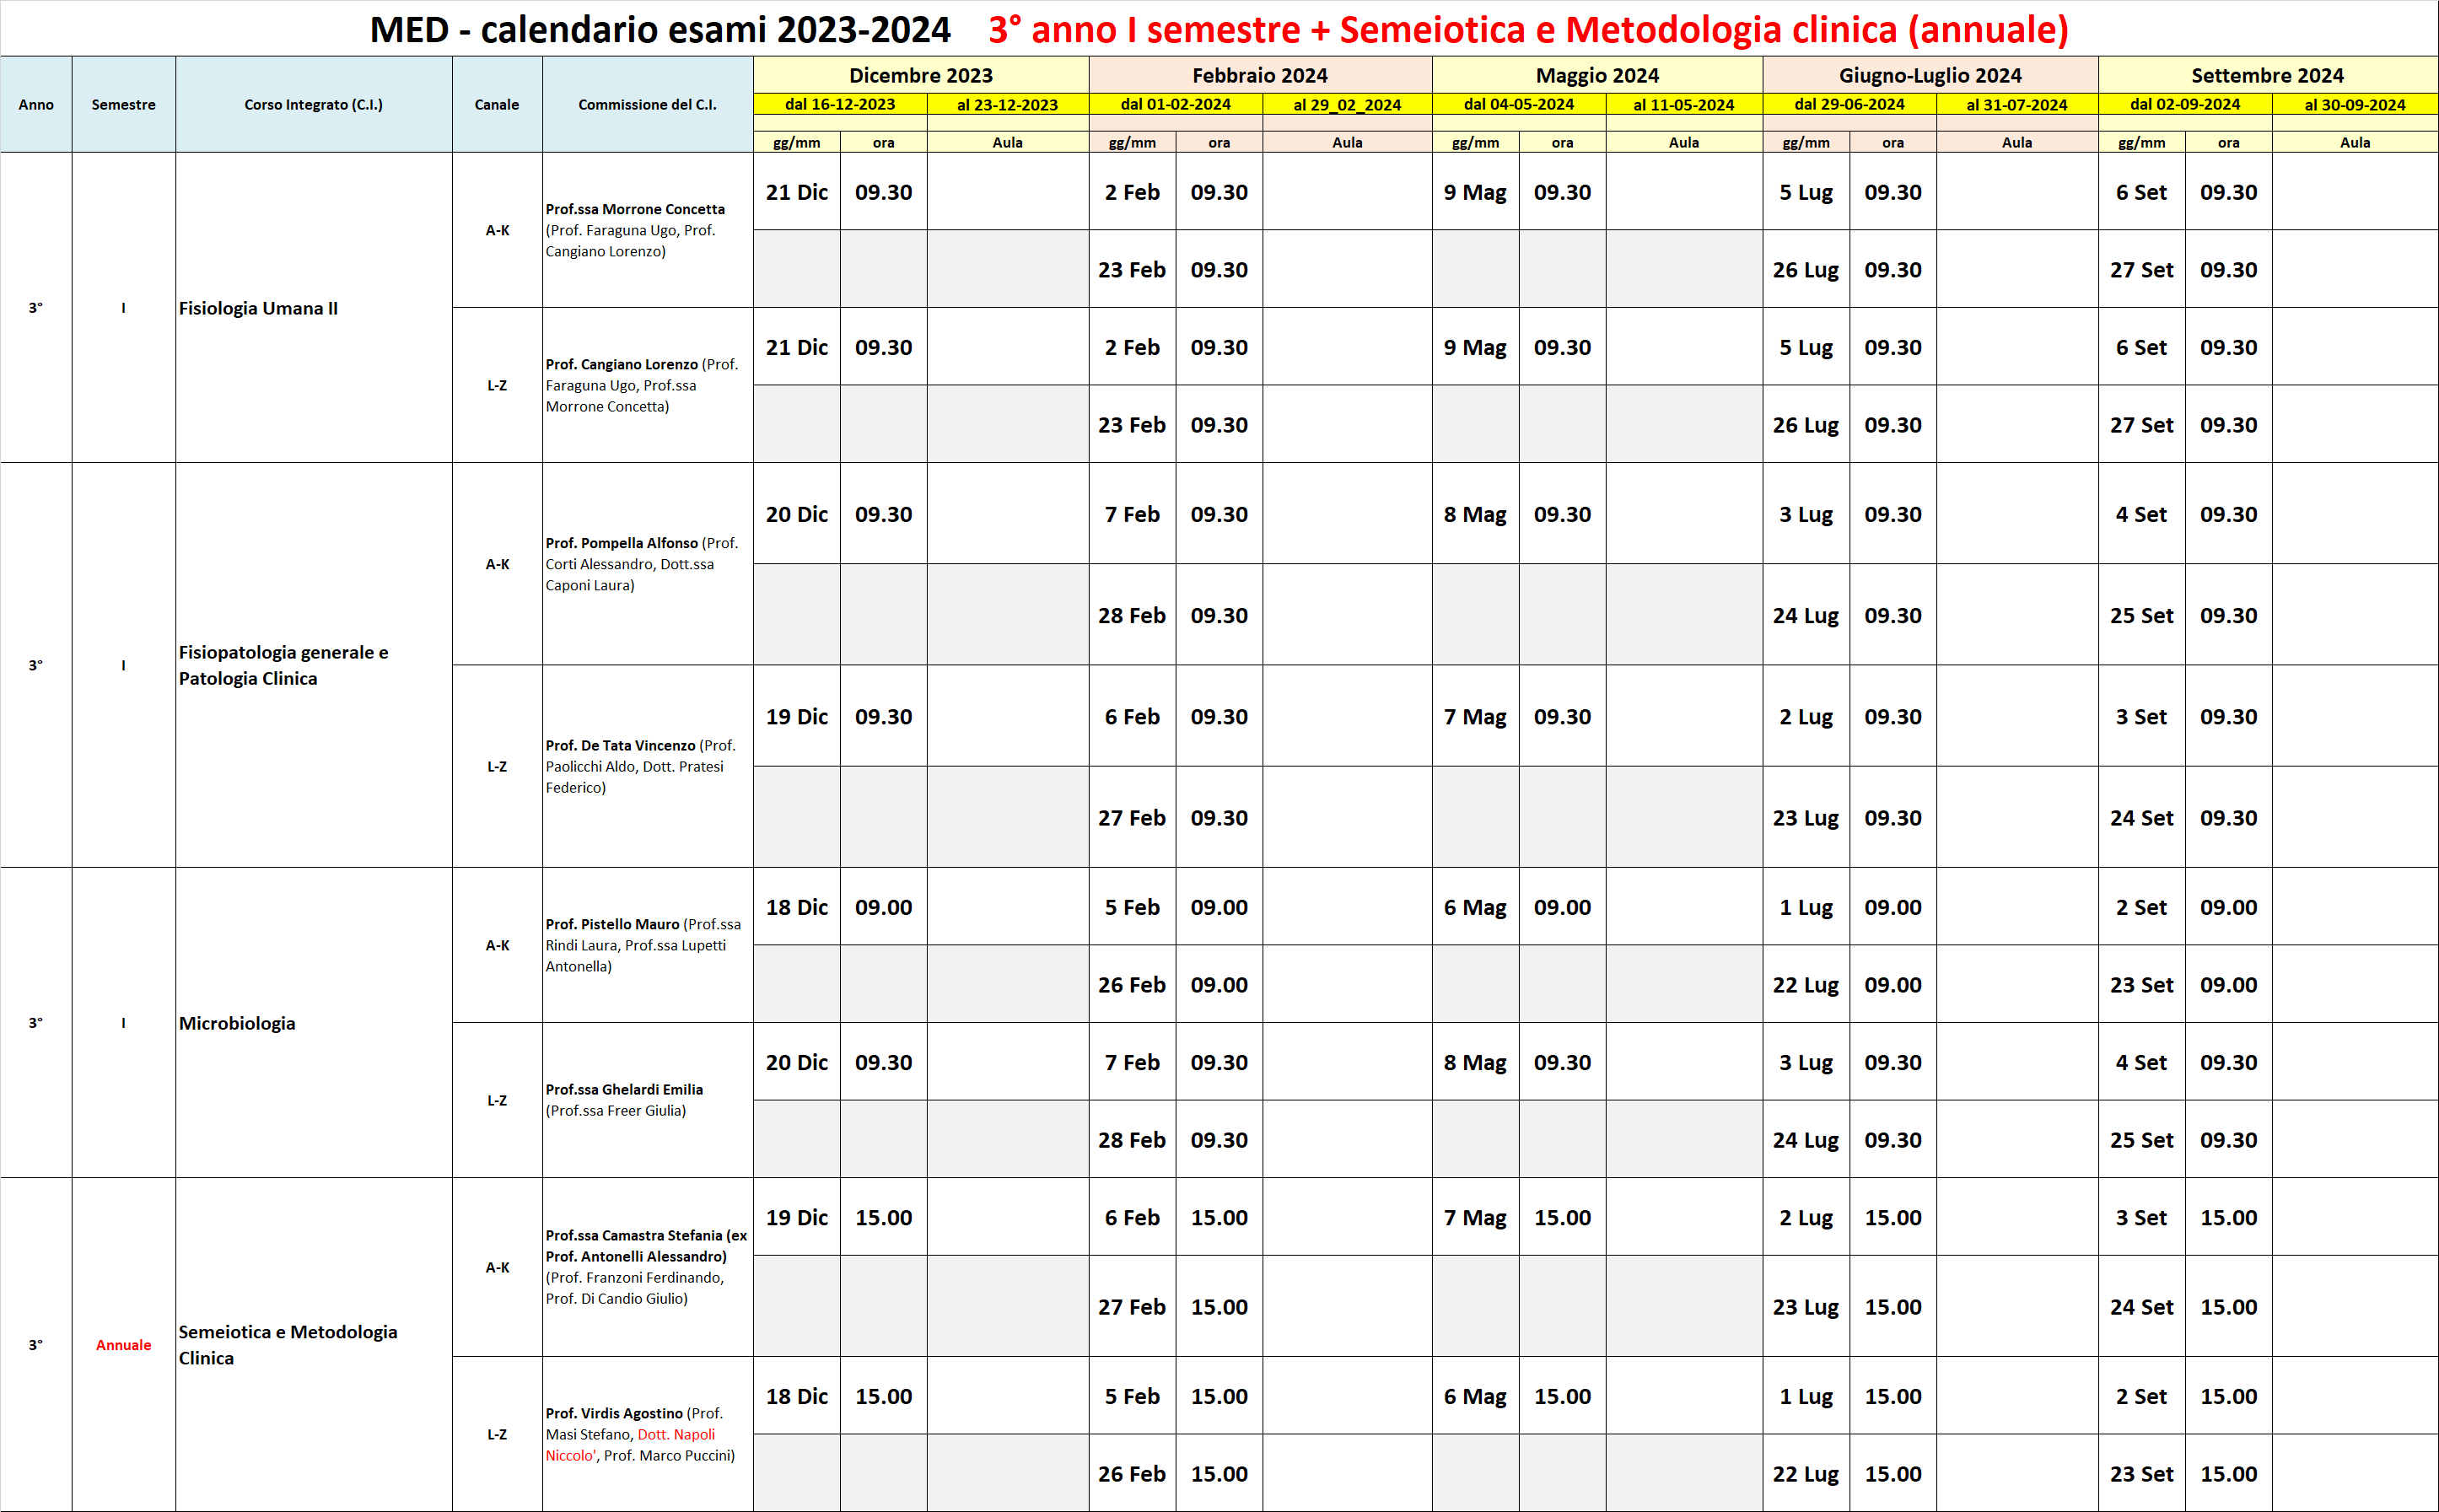 MED - calendario esami 2023-2024 3° anno I semestre + Semeiotica e Metodologia clinica (annuale)
Anno Semestre Corso Integrato (C.I.) Canale Commissione del C.I. Dicembre 2023 Febbraio 2024 Maggio 2024 Giugno-Luglio 2024 Settembre 2024
dal 16-12-2023 al 23-12-2023 dal 01-02-2024 al 29_02_2024 dal 04-05-2024 al 11-05-2024 dal 29-06-2024 al 31-07-2024 dal 02-09-2024 al 30-09-2024
gg/mm ora Aula gg/mm ora Aula gg/mm ora Aula gg/mm ora Aula gg/mm ora Aula
3° I Fisiologia Umana II
A-K
Prof.ssa Morrone Concetta
(Prof. Faraguna Ugo, Prof.
Cangiano Lorenzo)
21 Dic 09.30 2 Feb 09.30 9 Mag 09.30 5 Lug 09.30 6 Set 09.30
23 Feb 09.30 26 Lug 09.30 27 Set 09.30
L-Z
Prof. Cangiano Lorenzo (Prof.
Faraguna Ugo, Prof.ssa
Morrone Concetta)
21 Dic 09.30 2 Feb 09.30 9 Mag 09.30 5 Lug 09.30 6 Set 09.30
23 Feb 09.30 26 Lug 09.30 27 Set 09.30
3° I Fisiopatologia generale e
Patologia Clinica
A-K
Prof. Pompella Alfonso (Prof.
Corti Alessandro, Dott.ssa
Caponi Laura)
20 Dic 09.30 7 Feb 09.30 8 Mag 09.30 3 Lug 09.30 4 Set 09.30
28 Feb 09.30 24 Lug 09.30 25 Set 09.30
L-Z
Prof. De Tata Vincenzo (Prof.
Paolicchi Aldo, Dott. Pratesi
Federico)
19 Dic 09.30 6 Feb 09.30 7 Mag 09.30 2 Lug 09.30 3 Set 09.30
27 Feb 09.30 23 Lug 09.30 24 Set 09.30
3° I Microbiologia
A-K
Prof. Pistello Mauro (Prof.ssa
Rindi Laura, Prof.ssa Lupetti
Antonella)
18 Dic 09.00 5 Feb 09.00 6 Mag 09.00 1 Lug 09.00 2 Set 09.00
26 Feb 09.00 22 Lug 09.00 23 Set 09.00
L-Z
Prof.ssa Ghelardi Emilia
(Prof.ssa Freer Giulia)
20 Dic 09.30 7 Feb 09.30 8 Mag 09.30 3 Lug 09.30 4 Set 09.30
28 Feb 09.30 24 Lug 09.30 25 Set 09.30
3° Annuale Semeiotica e Metodologia
Clinica
A-K
Prof.ssa Camastra Stefania (ex
Prof. Antonelli Alessandro)
(Prof. Franzoni Ferdinando,
Prof. Di Candio Giulio)
19 Dic 15.00 6 Feb 15.00 7 Mag 15.00 2 Lug 15.00 3 Set 15.00
27 Feb 15.00 23 Lug 15.00 24 Set 15.00
L-Z
Prof. Virdis Agostino (Prof.
Masi Stefano, Dott. Napoli
Niccolo', Prof. Marco Puccini)
18 Dic 15.00 5 Feb 15.00 6 Mag 15.00 1 Lug 15.00 2 Set 15.00
26 Feb 15.00 22 Lug 15.00 23 Set 15.00